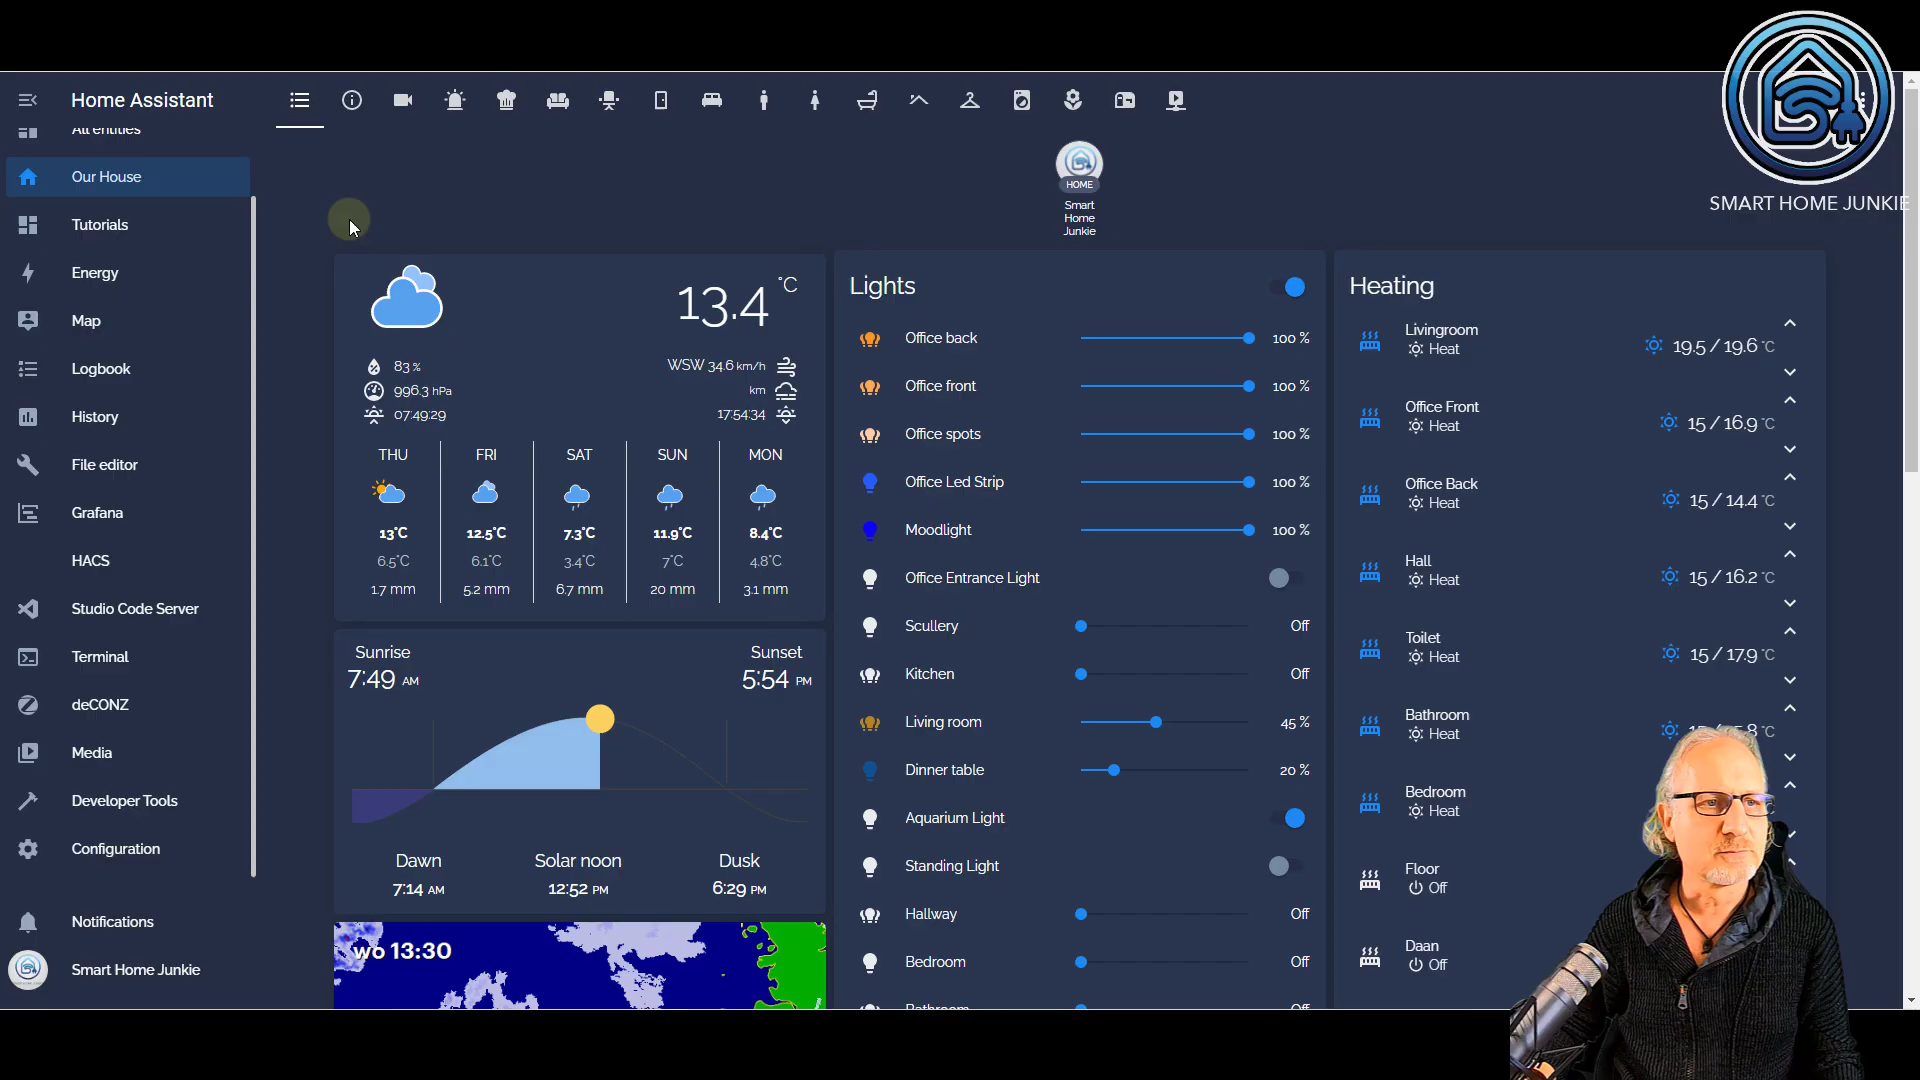 SMART HOME JUNKIE
Home Assistant
All entities
Our House
Tutorials
Energy
Map
Logbook
History
File editor
Grafana
HACS
Studio Code Server
Terminal
deCONZ
Media
Developer Tools
Configuration
Notifications
Smart Home Junkie
HOME
Smart
Home
Junkie
13.4 °C
83 %
996.3 hPa
07:49:29
WSW 34.6 km/h
km
17:54:34
THU FRI SAT SUN MON
13°C 12.5°C 7.3°C 11.9°C 8.4°C
6.5°C 6.1°C 3.4°C 7°C 4.8°C
1.7 mm 5.2 mm 6.7 mm 20 mm 3.1 mm
Sunrise Sunset
7:49 AM 5:54 PM
Dawn Solar noon Dusk
7:14 AM 12:52 PM 6:29 PM
wo 13:30
Lights
Office back 100 %
Office front 100 %
Office spots 100 %
Office Led Strip 100 %
Moodlight 100 %
Office Entrance Light
Scullery Off
Kitchen Off
Living room 45 %
Dinner table 20 %
Aquarium Light
Standing Light
Hallway Off
Bedroom Off
Bathroom Off
Heating
Livingroom
Heat
19.5 / 19.6 °C
Office Front
Heat
15 / 16.9 °C
Office Back
Heat
15 / 14.4 °C
Hall
Heat
15 / 16.2 °C
Toilet
Heat
15 / 17.9 °C
Bathroom
Heat
Bedroom
Heat
Floor
Off
Daan
Off